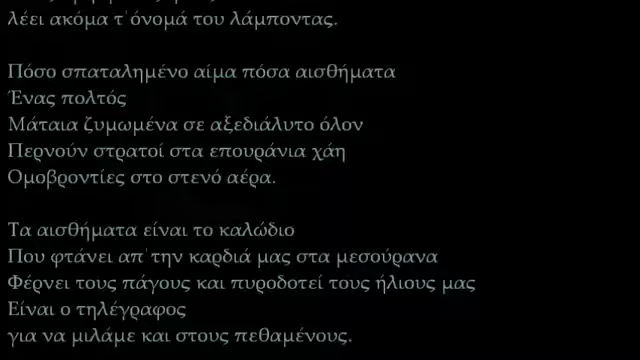 λέει ακόμα τ᾿όνομά του λάμποντας.
Πόσο σπαταλημένο αίμα πόσα αισθήματα
Ένας πολτός
Μάταια ζυμωμένα σε αξεδιάλυτο όλον
Περνούν στρατοί στα επουράνια χάη
Ομοβροντίες στο στενό αέρα.
Τα αισθήματα είναι το καλώδιο
Που φτάνει απ᾿την καρδιά μας στα μεσούρανα
Φέρνει τους πάγους και πυροδοτεί τους ήλιους μας
Είναι ο τηλέγραφος
για να μιλάμε και στους πεθαμένους.